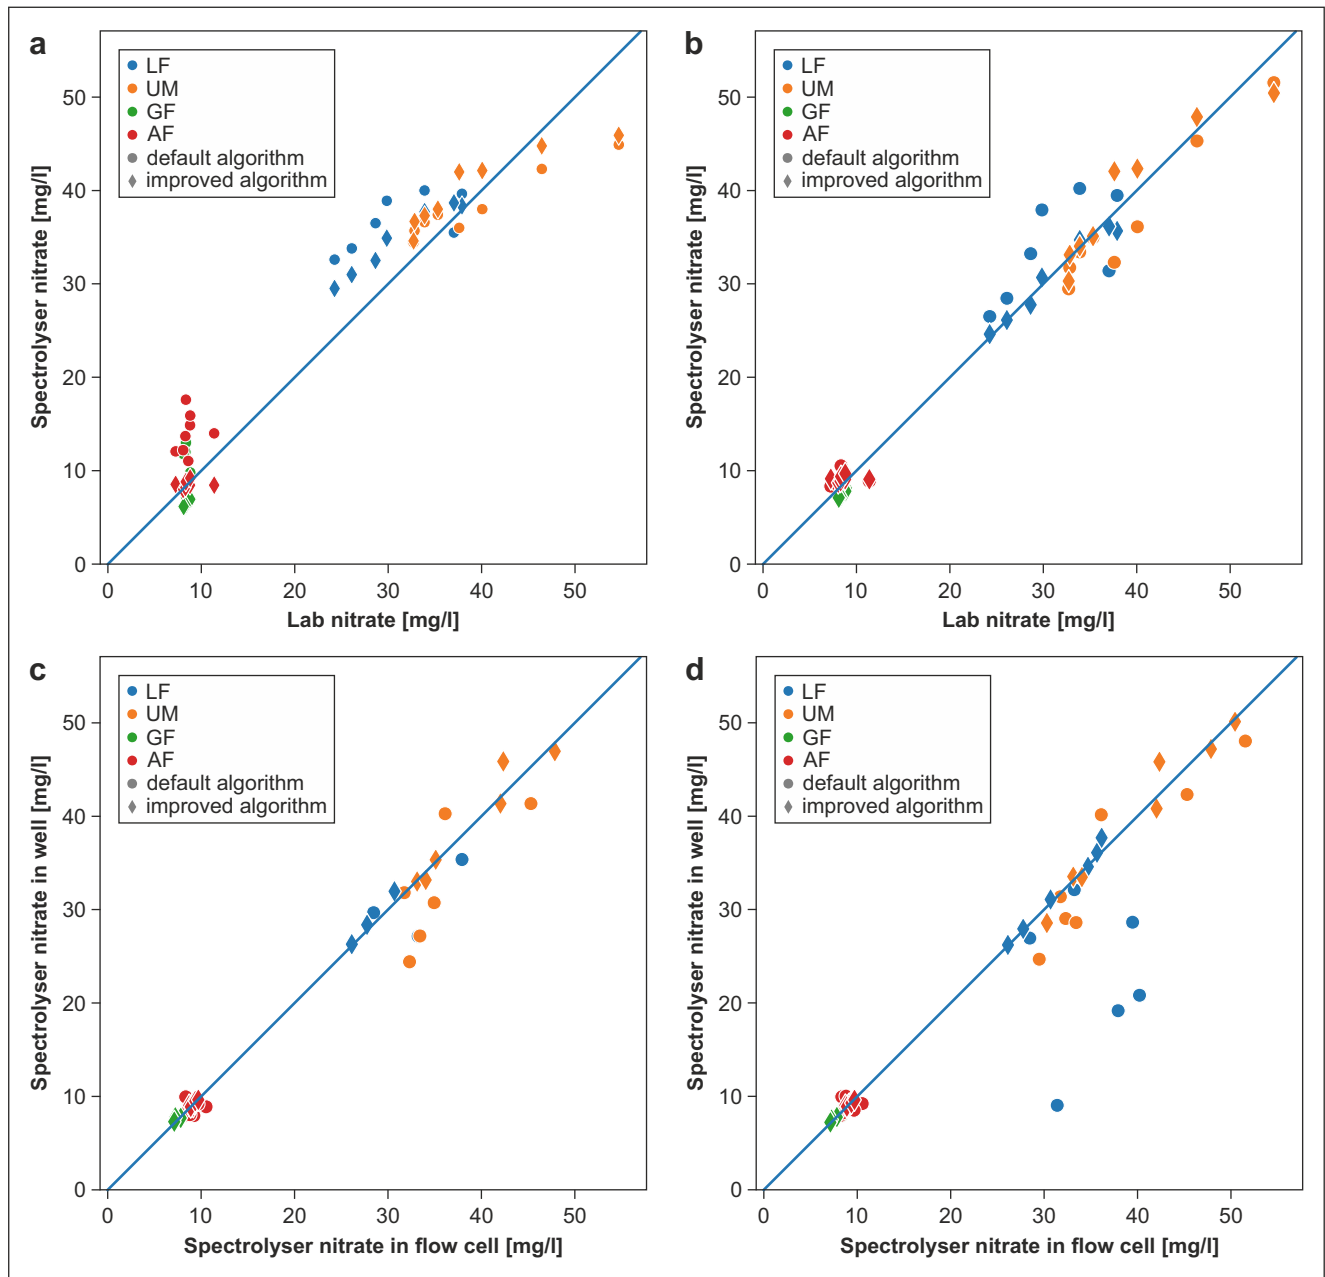 a
LF
UM
GF
AF
default algorithm
improved algorithm
50
40
30
20
10
0
0 10 20 30 40 50
Spectrolyser nitrate [mg/l]
Lab nitrate [mg/l]
b
LF
UM
GF
AF
default algorithm
improved algorithm
50
40
30
20
10
0
0 10 20 30 40 50
Spectrolyser nitrate [mg/l]
Lab nitrate [mg/l]
c
LF
UM
GF
AF
default algorithm
improved algorithm
50
40
30
20
10
0
0 10 20 30 40 50
Spectrolyser nitrate in well [mg/l]
Spectrolyser nitrate in flow cell [mg/l]
d
LF
UM
GF
AF
default algorithm
improved algorithm
50
40
30
20
10
0
0 10 20 30 40 50
Spectrolyser nitrate in well [mg/l]
Spectrolyser nitrate in flow cell [mg/l]